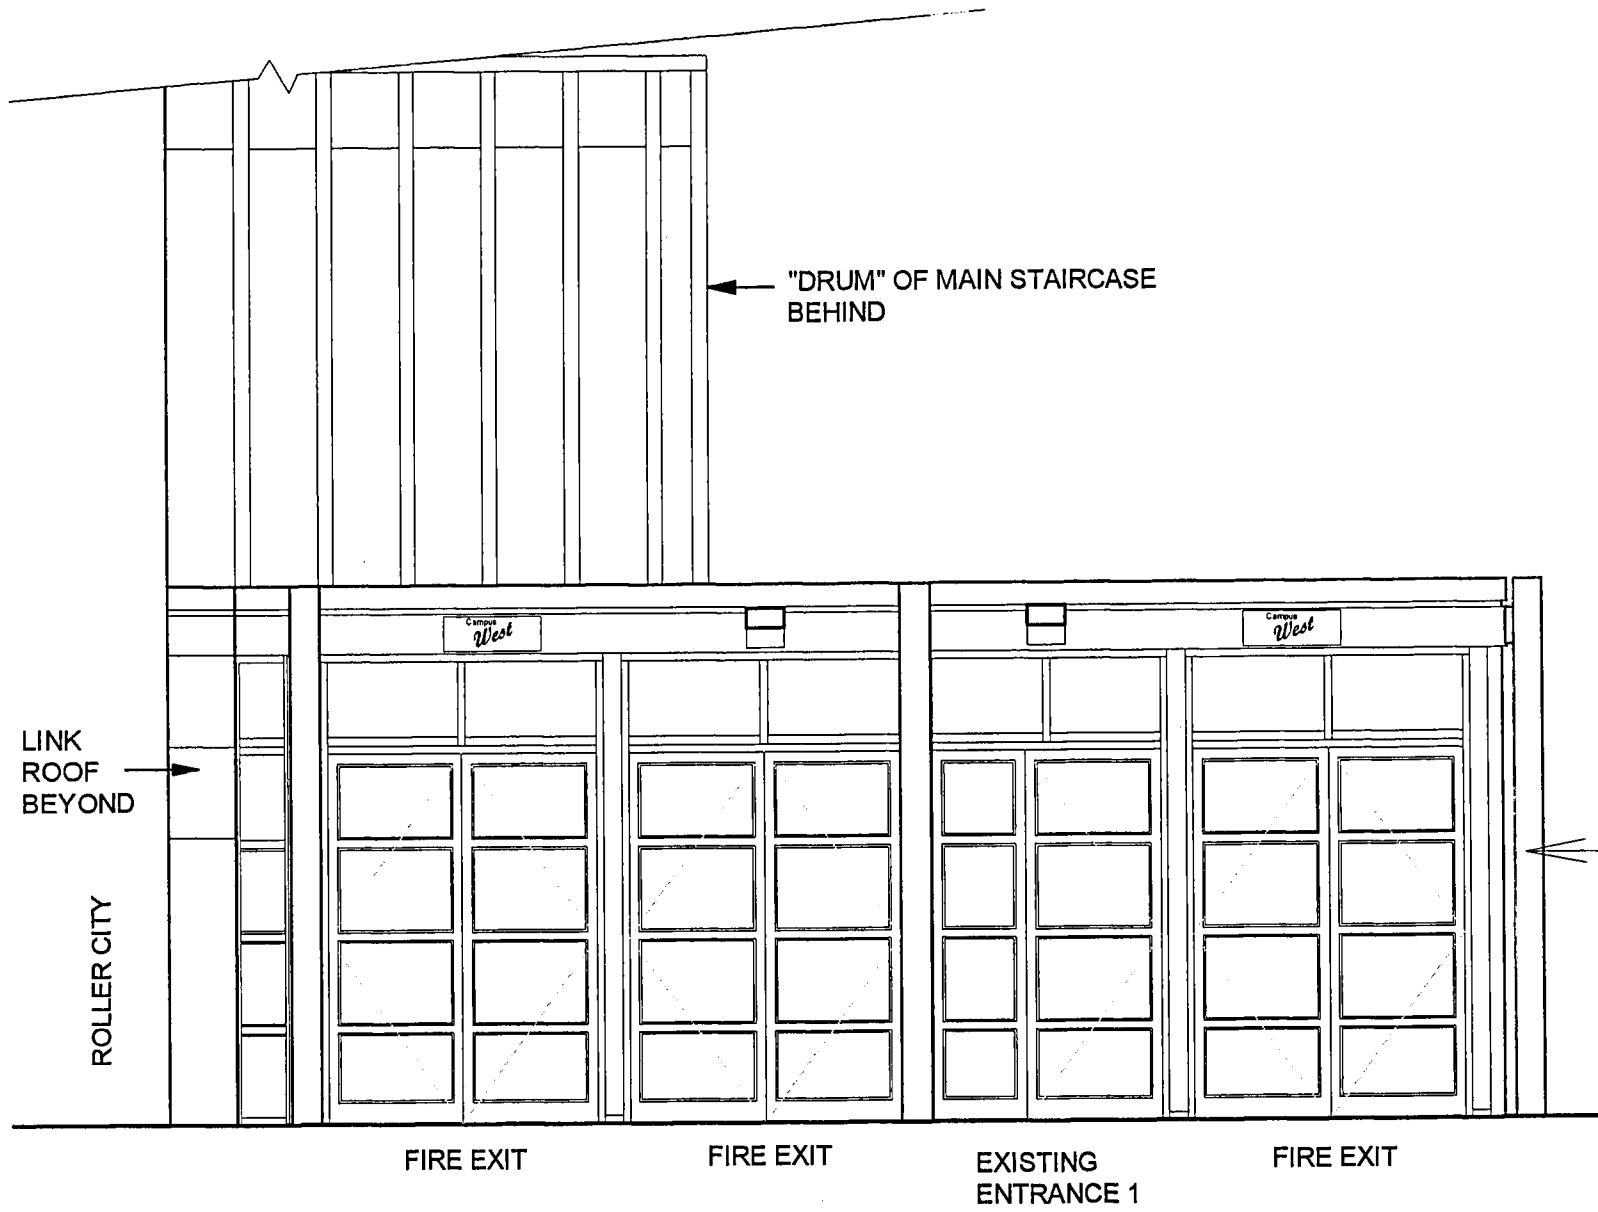 "DRUM" OF MAIN STAIRCASE
BEHIND
Campus
West
Campus
West
LINK
ROOF
BEYOND
ROLLER CITY
FIRE EXIT
FIRE EXIT
EXISTING
ENTRANCE 1
FIRE EXIT